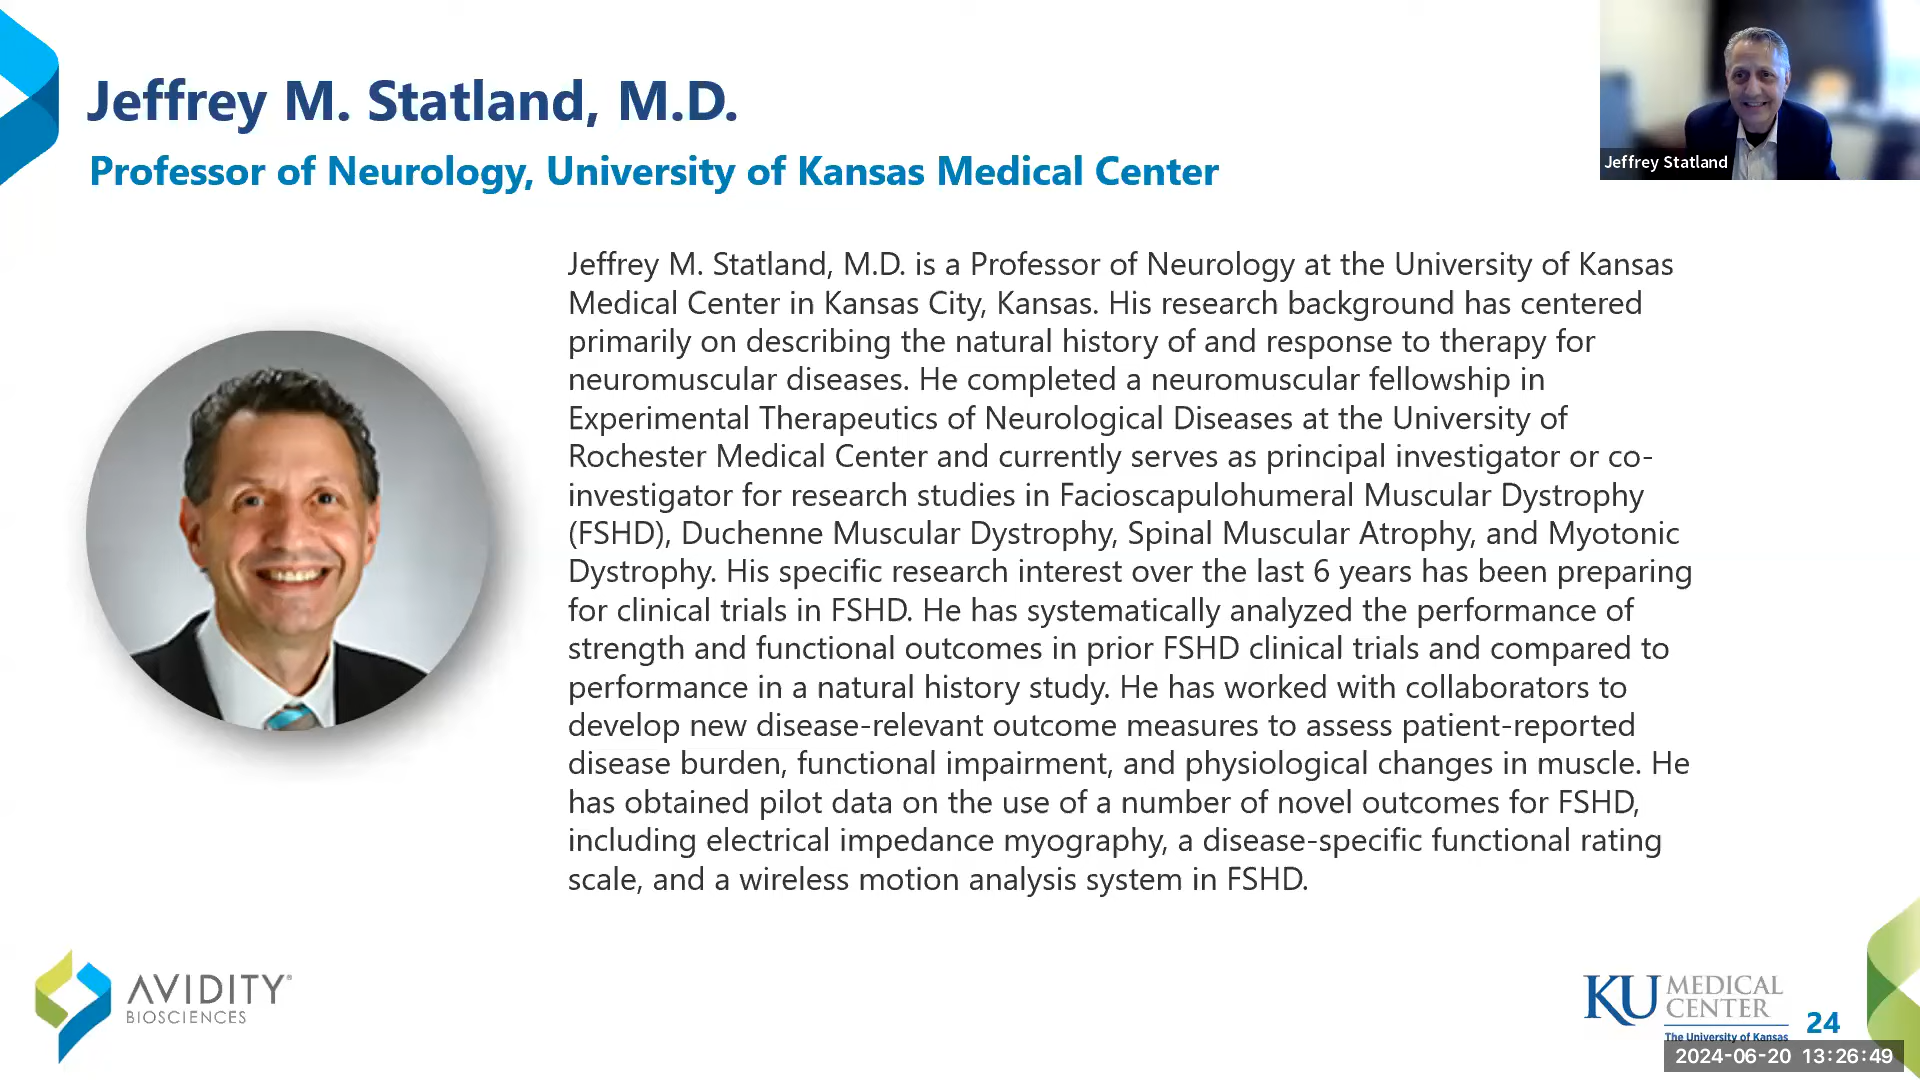 Jeffrey M. Statland, M.D.
Professor of Neurology, University of Kansas Medical Center
Jeffrey Statland
Jeffrey M. Statland, M.D. is a Professor of Neurology at the University of Kansas
Medical Center in Kansas City, Kansas. His research background has centered
primarily on describing the natural history of and response to therapy for
neuromuscular diseases. He completed a neuromuscular fellowship in
Experimental Therapeutics of Neurological Diseases at the University of
Rochester Medical Center and currently serves as principal investigator or co-
investigator for research studies in Facioscapulohumeral Muscular Dystrophy
(FSHD), Duchenne Muscular Dystrophy, Spinal Muscular Atrophy, and Myotonic
Dystrophy. His specific research interest over the last 6 years has been preparing
for clinical trials in FSHD. He has systematically analyzed the performance of
strength and functional outcomes in prior FSHD clinical trials and compared to
performance in a natural history study. He has worked with collaborators to
develop new disease-relevant outcome measures to assess patient-reported
disease burden, functional impairment, and physiological changes in muscle. He
has obtained pilot data on the use of a number of novel outcomes for FSHD,
including electrical impedance myography, a disease-specific functional rating
scale, and a wireless motion analysis system in FSHD.
AVIDITY®
BIOSCIENCES
KU MEDICAL
CENTER
The University of Kansas
24
2024-06-20 13:26:49